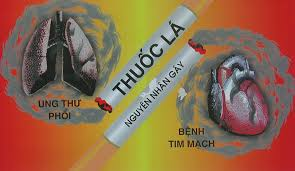 THUỐC LÁ
NGUYÊN NHÂN GÂY
UNG THƯ
PHỔI
BỆNH
TIM MẠCH